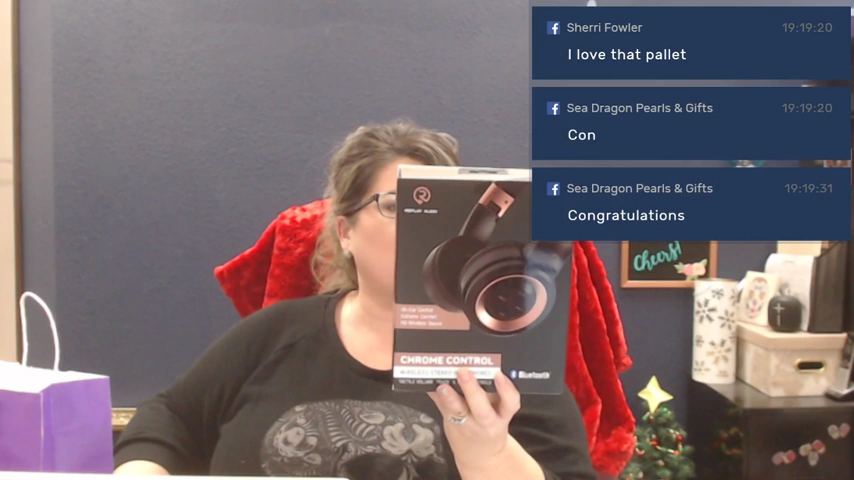 Sherri Fowler 19:19:20
I love that pallet
Sea Dragon Pearls & Gifts 19:19:20
Con
Sea Dragon Pearls & Gifts 19:19:31
Congratulations
Cheers!
CHROME CONTROL
Bluetooth